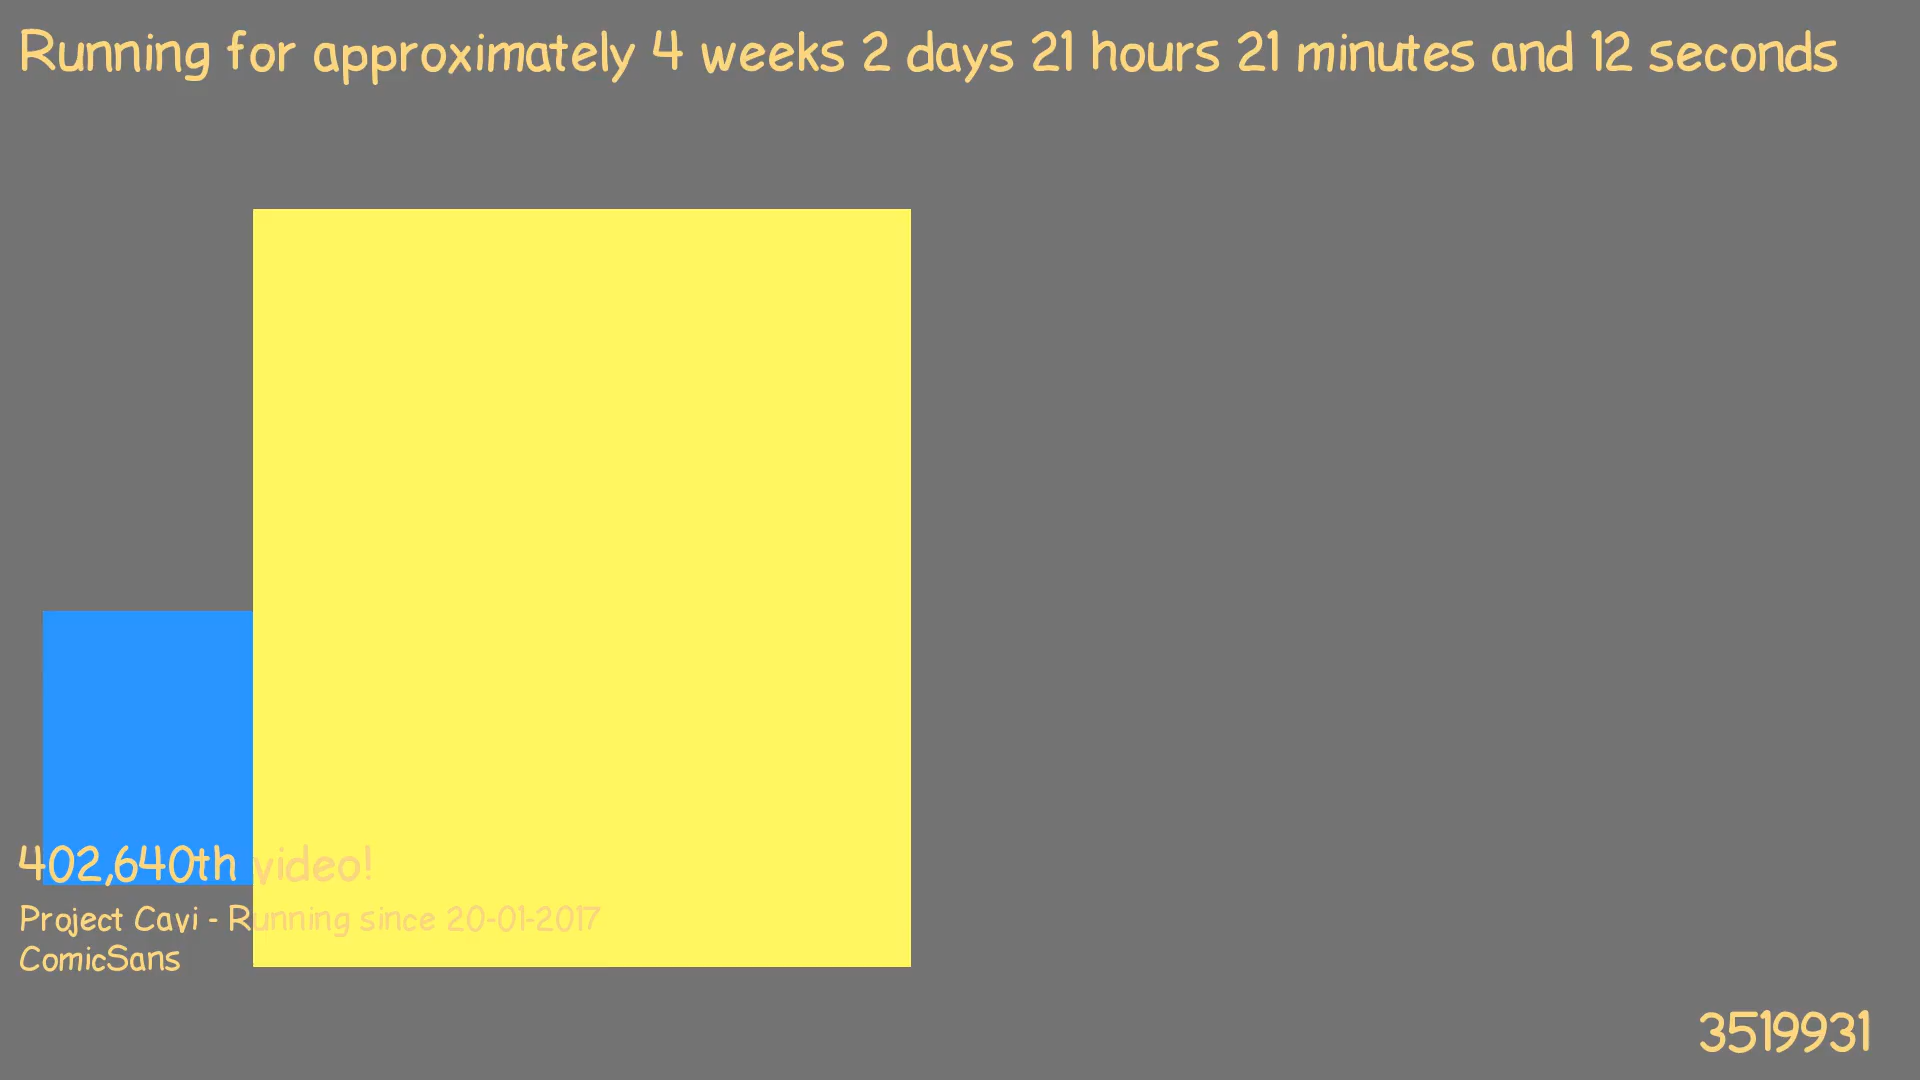 Running for approximately 4 weeks 2 days 21 hours 21 minutes and 12 seconds
402,640th video!
Project Cavi - Running since 20-01-2017
ComicSans
3519931